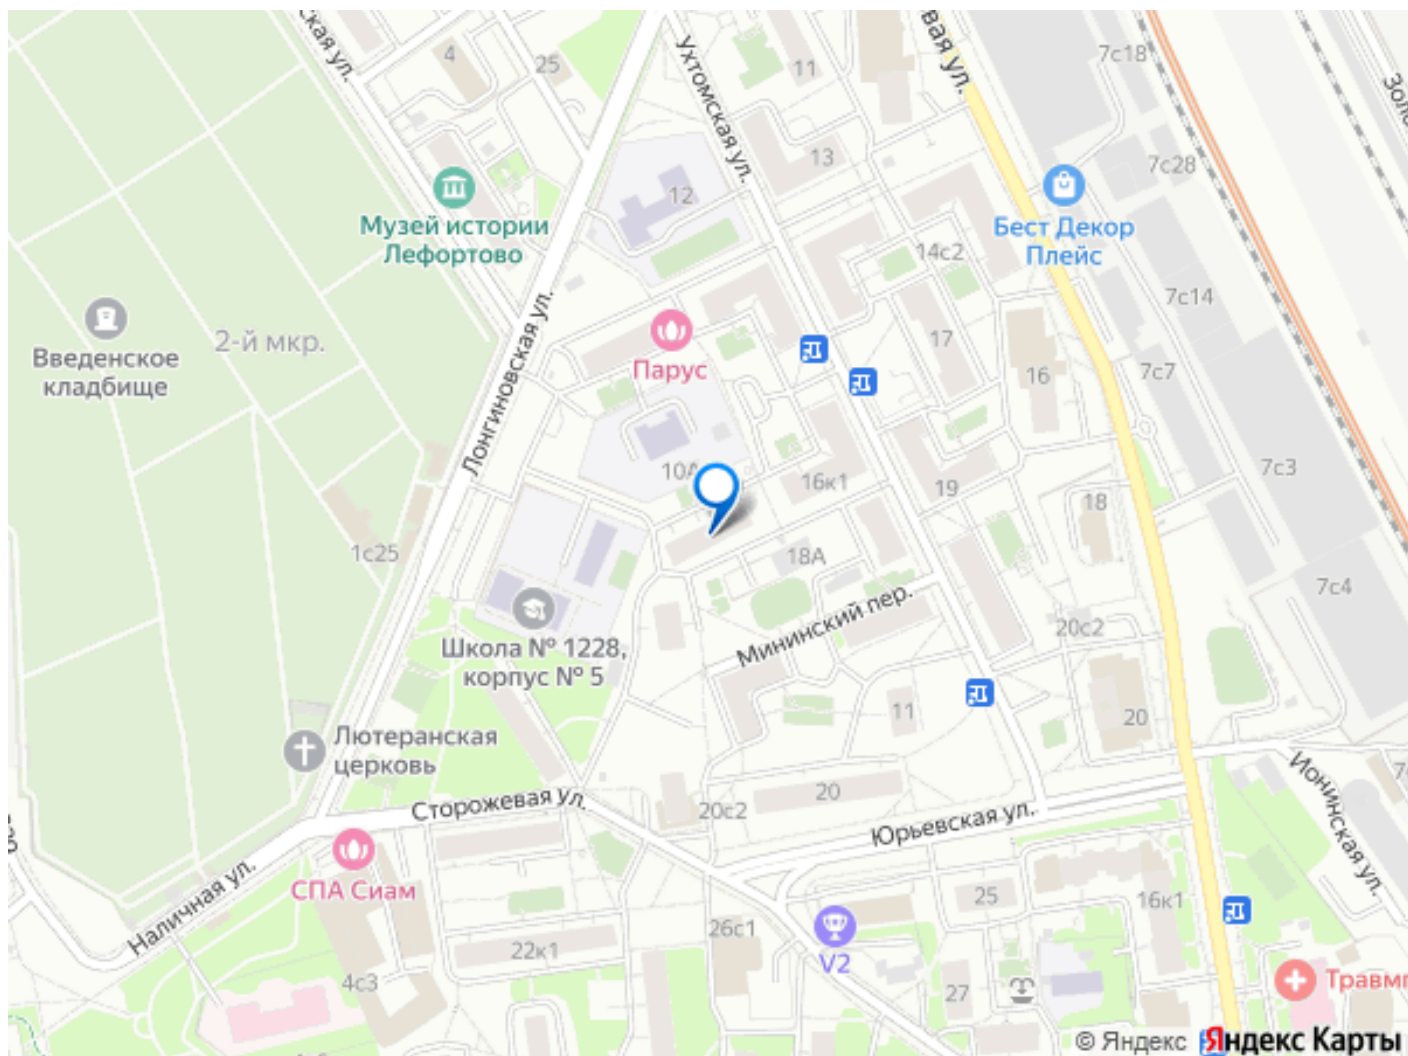 ская ул.
4
25
Ухтомская ул.
11
вая ул.
7с18
13
7с28
12
Музей истории
Лефортово
Бест Декор
Плейс
14с2
7с14
Введенское
кладбище
2-й мкр.
Лонгиновская ул.
Парус
17
16
7с7
10А
16к1
19
18
7с3
1с25
18А
7с4
Школа № 1228,
корпус № 5
Мининский пер.
20с2
11
20
Лютеранская
церковь
Сторожевая ул.
20с2
20
Юрьевская ул.
Ионинская ул.
Наличная ул.
СПА Сиам
25
16к1
22к1
26с1
V2
4с3
27
Травмп
© Яндекс Яндекс Карты